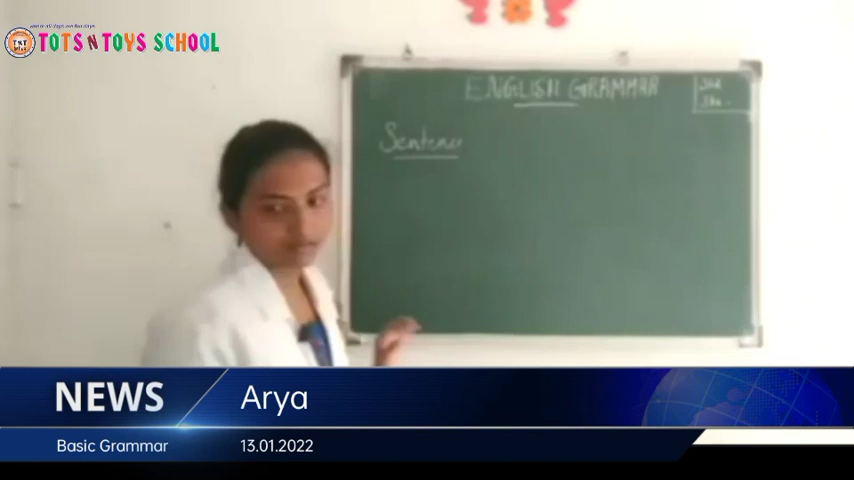 TOTS N TOYS SCHOOL
ENGLISH GRAMMAR
Sentence
NEWS
Arya
Basic Grammar
13.01.2022